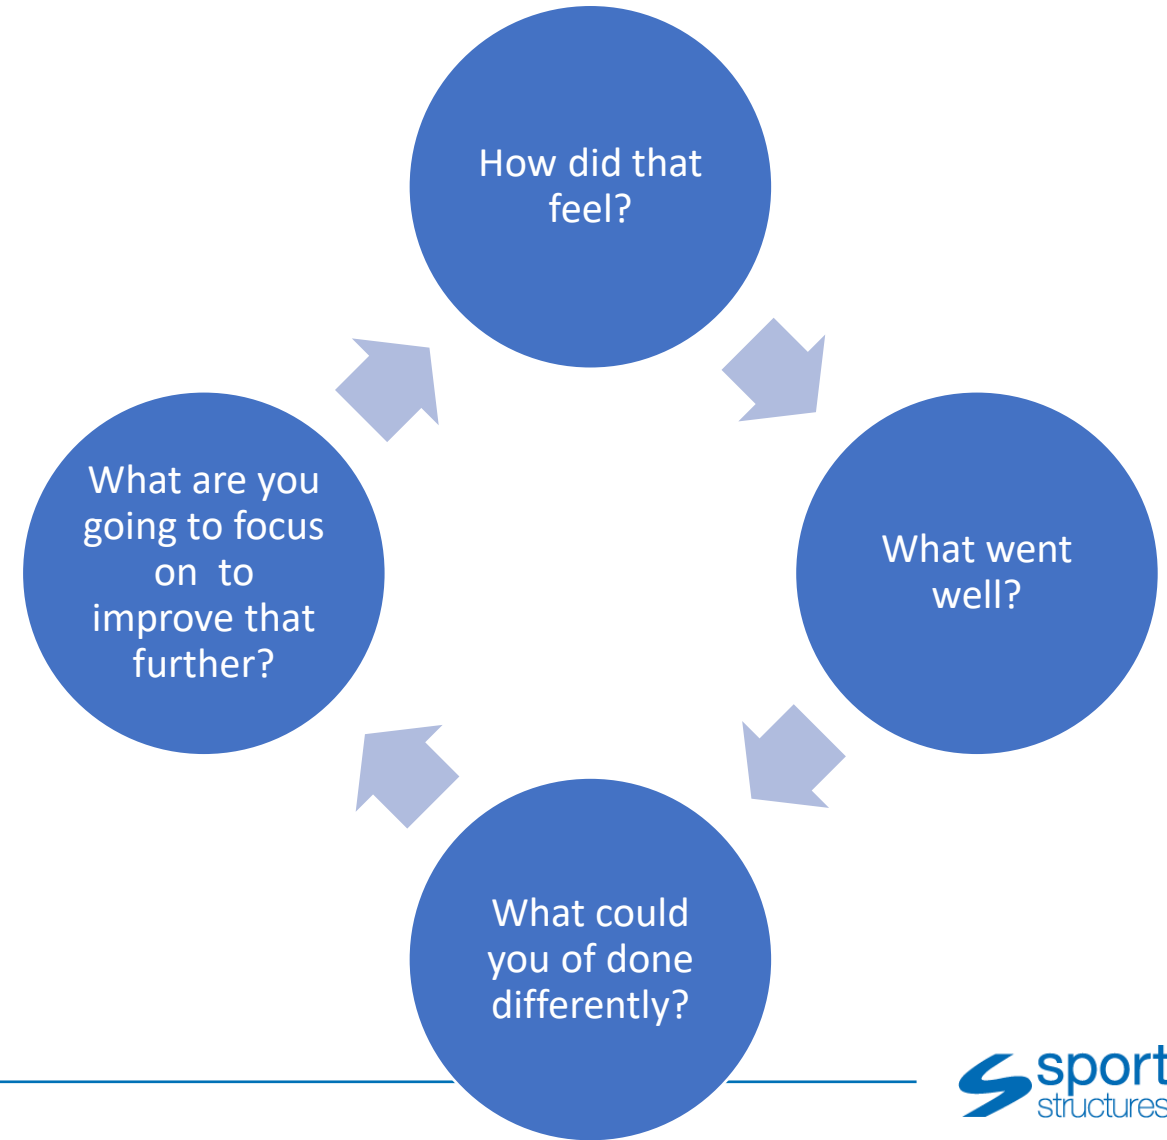 How did that
feel?
What went
well?
What could
you of done
differently?
What are you
going to focus
on  to
improve that
further?
sport
structures